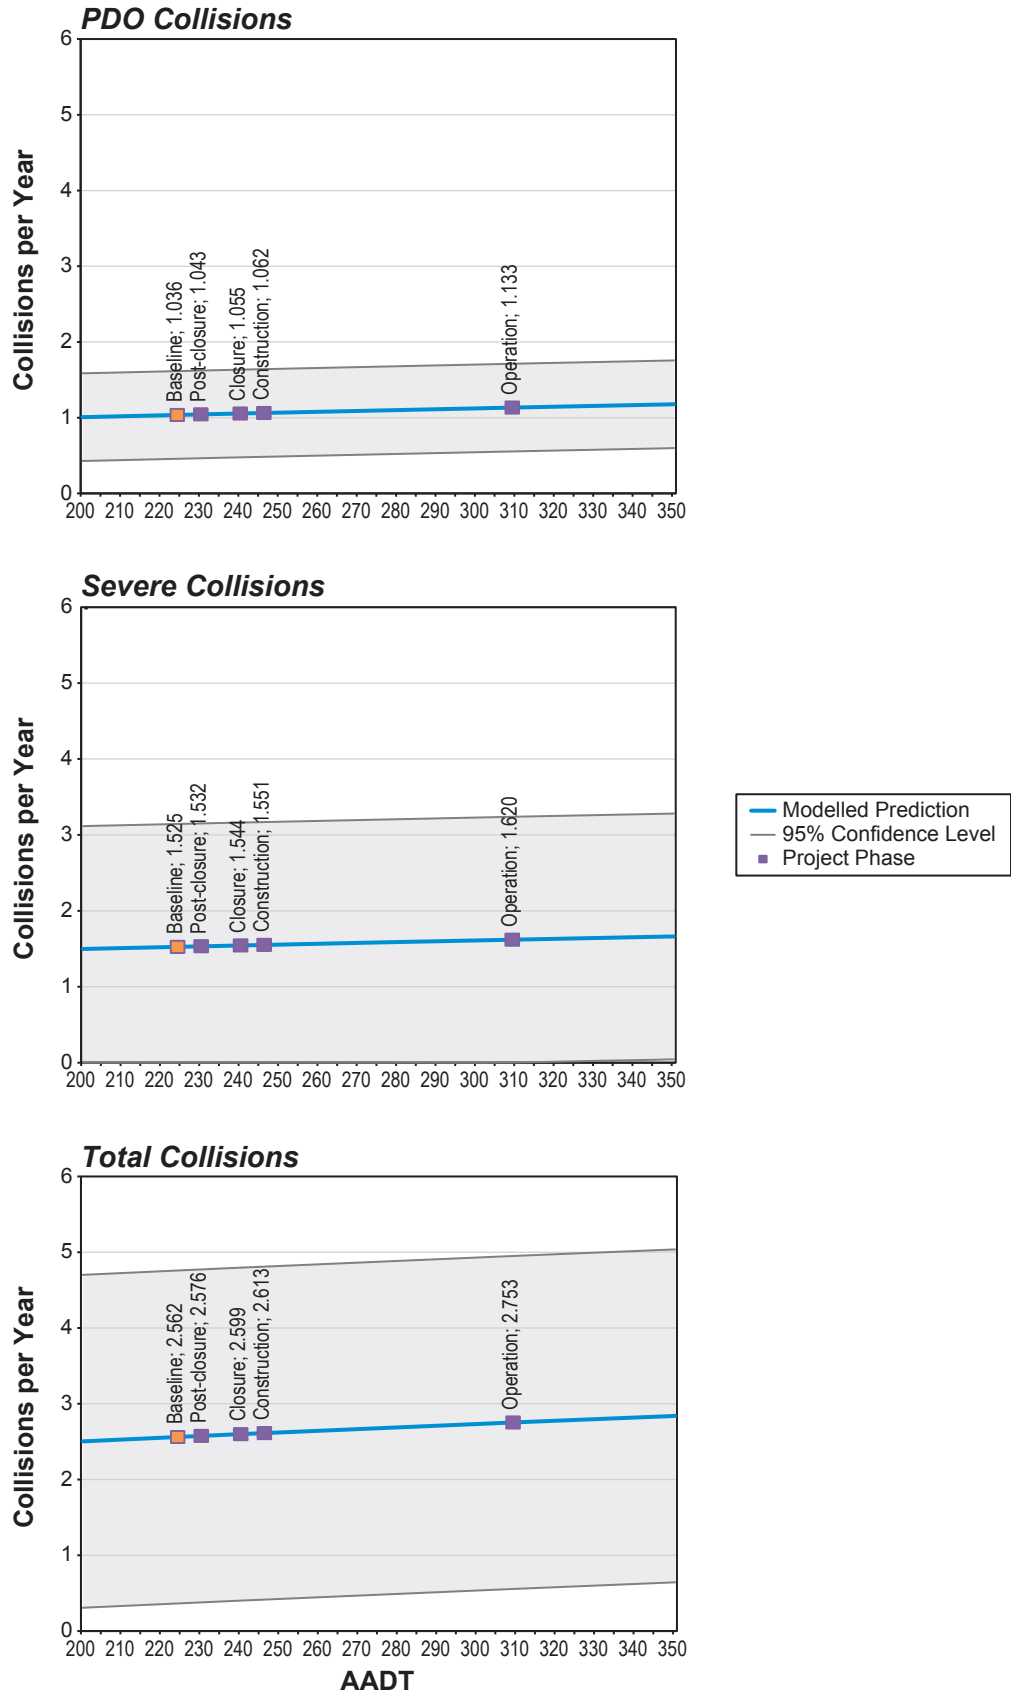 PDO Collisions
Collisions per Year
6
5
4
3
2
1
0
Baseline; 1.036
Post-closure; 1.043
Closure; 1.055
Construction; 1.062
Operation; 1.133
200 210 220 230 240 250 260 270 280 290 300 310 320 330 340 350
Severe Collisions
Collisions per Year
6
5
4
3
2
1
0
Baseline; 1.525
Post-closure; 1.532
Closure; 1.544
Construction; 1.551
Operation; 1.620
200 210 220 230 240 250 260 270 280 290 300 310 320 330 340 350
Modelled Prediction
95% Confidence Level
Project Phase
Total Collisions
Collisions per Year
6
5
4
3
2
1
0
Baseline; 2.562
Post-closure; 2.576
Closure; 2.599
Construction; 2.613
Operation; 2.753
200 210 220 230 240 250 260 270 280 290 300 310 320 330 340 350
AADT